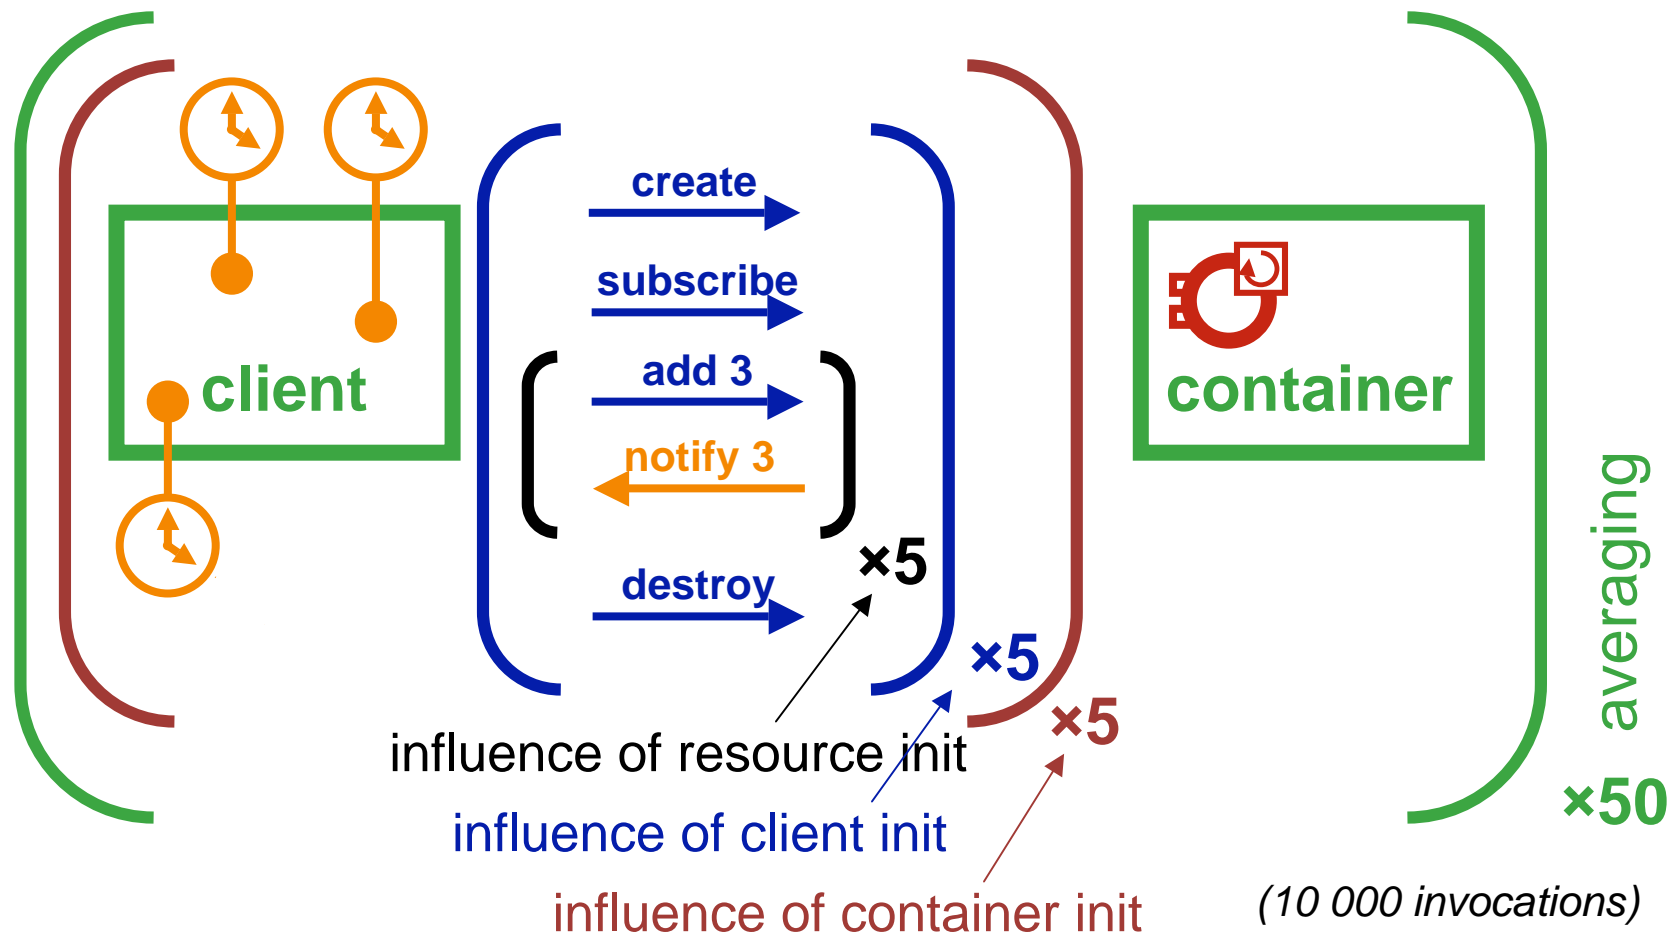 create
subscribe
add 3
client
container
notify 3
×5
destroy
×5
×5
averaging
influence of resource init
×50
influence of client init
influence of container init
(10 000 invocations)